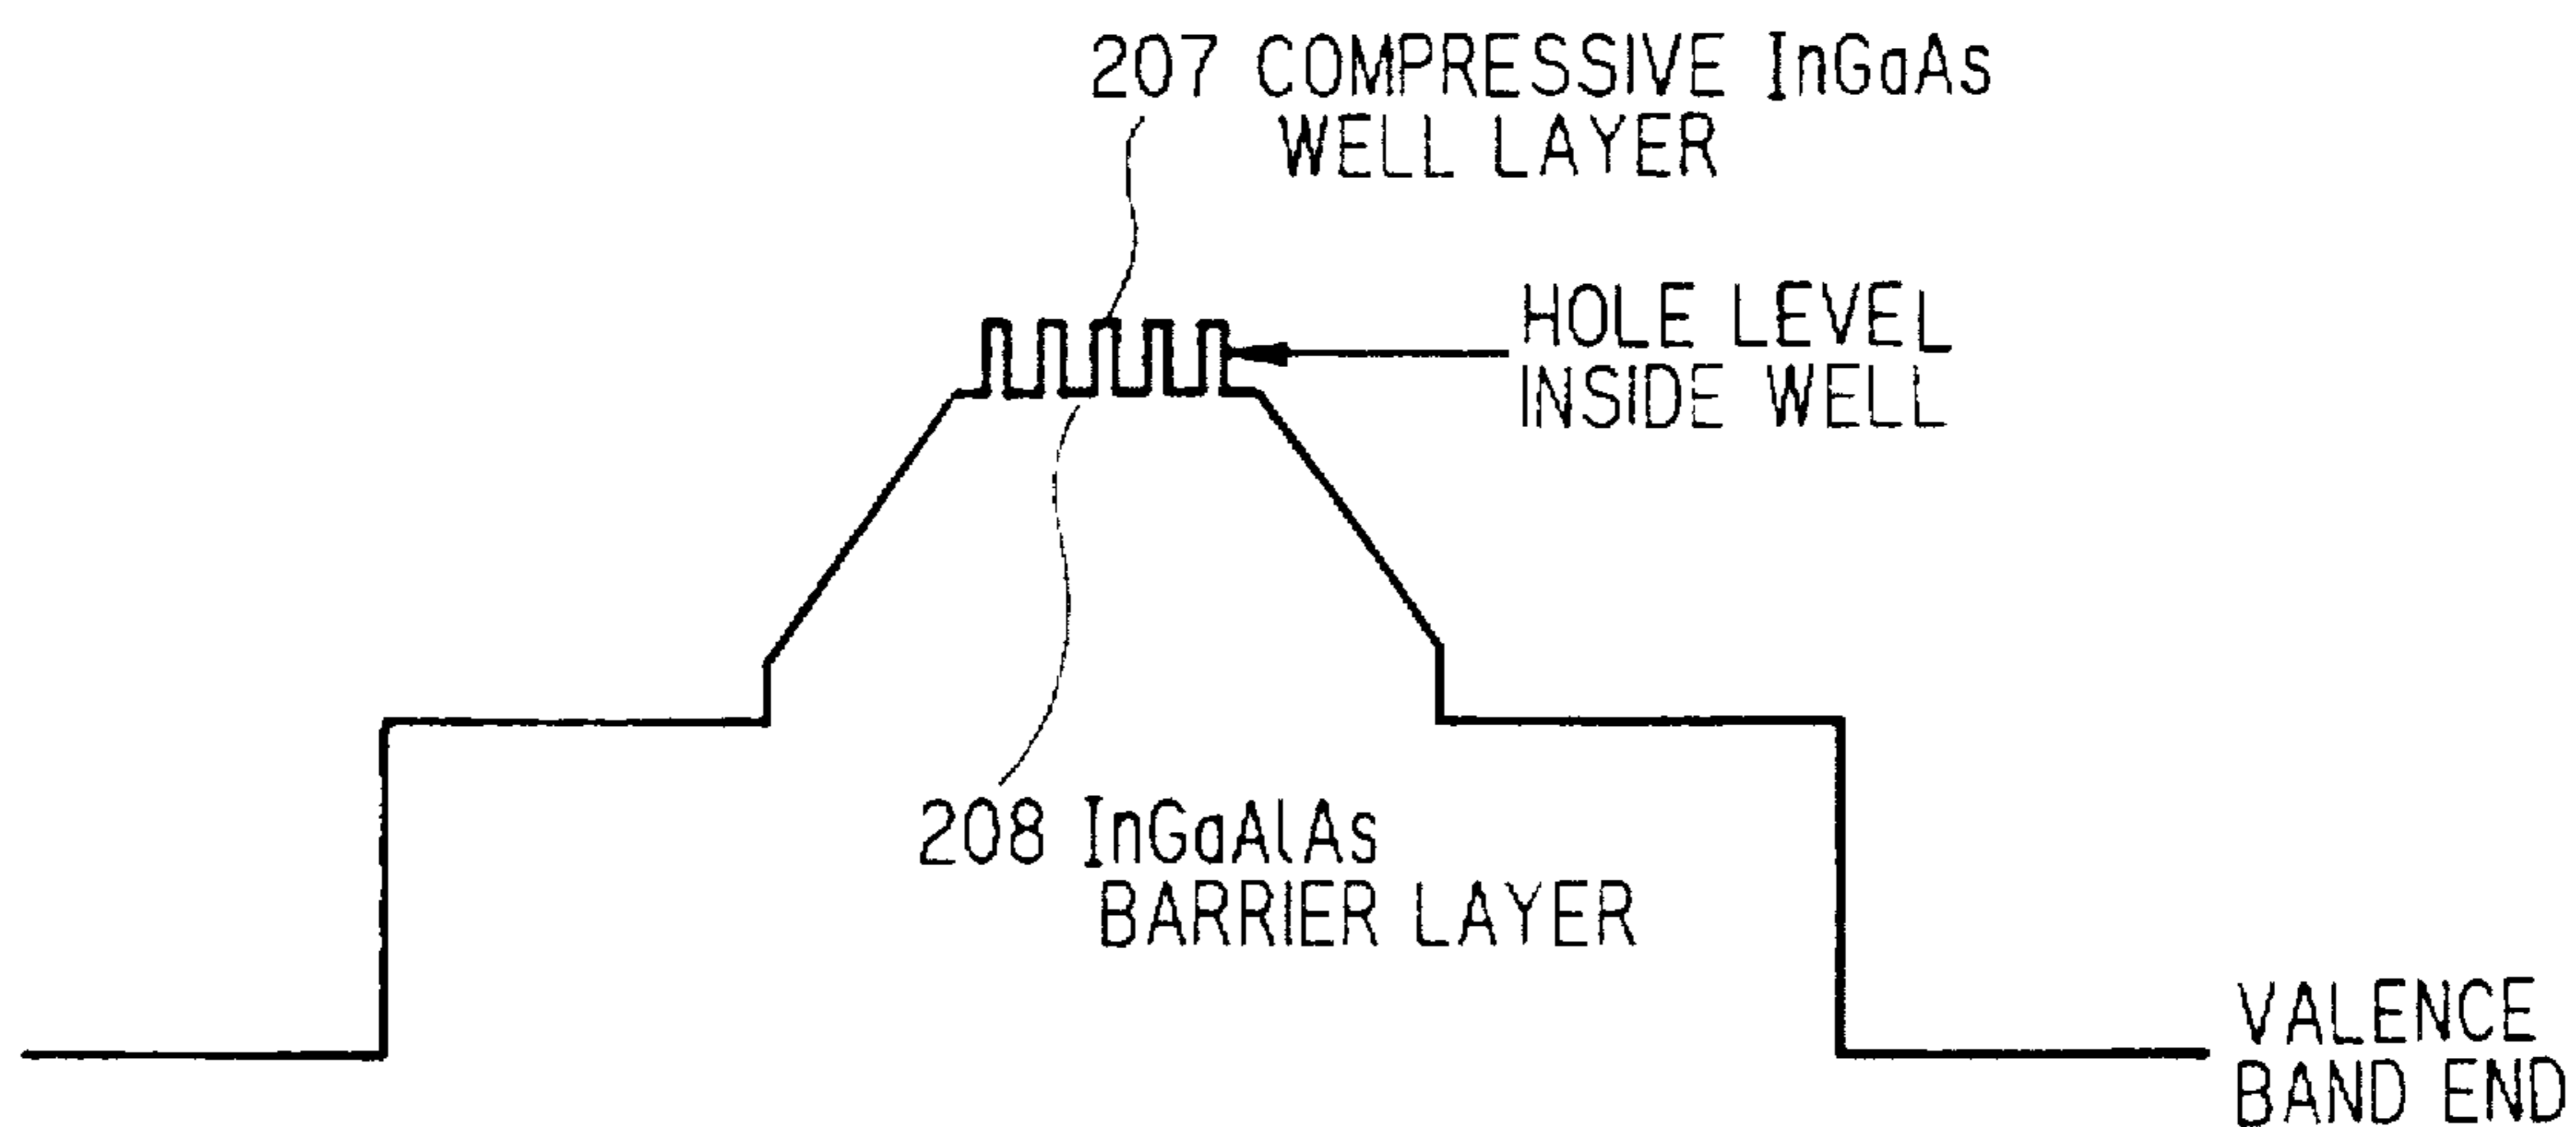 207 COMPRESSIVE InGaAs
WELL LAYER
HOLE LEVEL
INSIDE WELL
208 InGaAlAs
BARRIER LAYER
VALENCE
BAND END